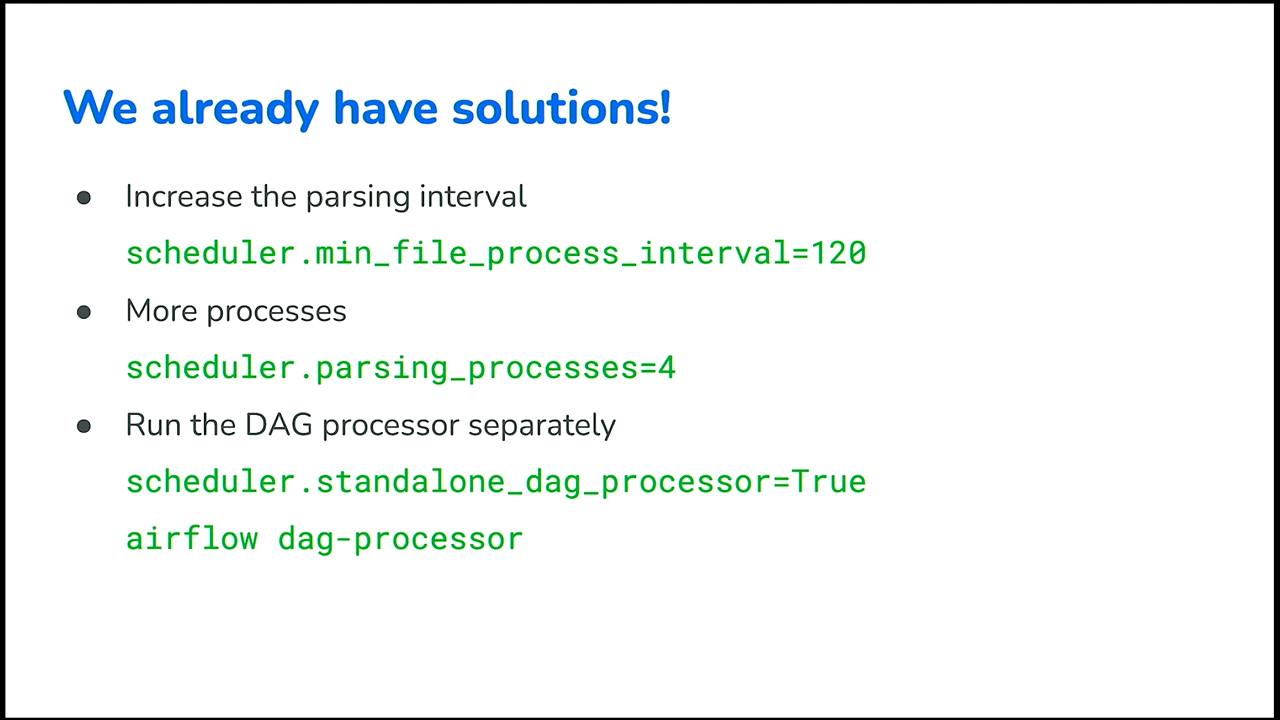 We already have solutions!
● Increase the parsing interval
scheduler.min_file_process_interval=120
● More processes
scheduler.parsing_processes=4
● Run the DAG processor separately
scheduler.standalone_dag_processor=True
airflow dag-processor